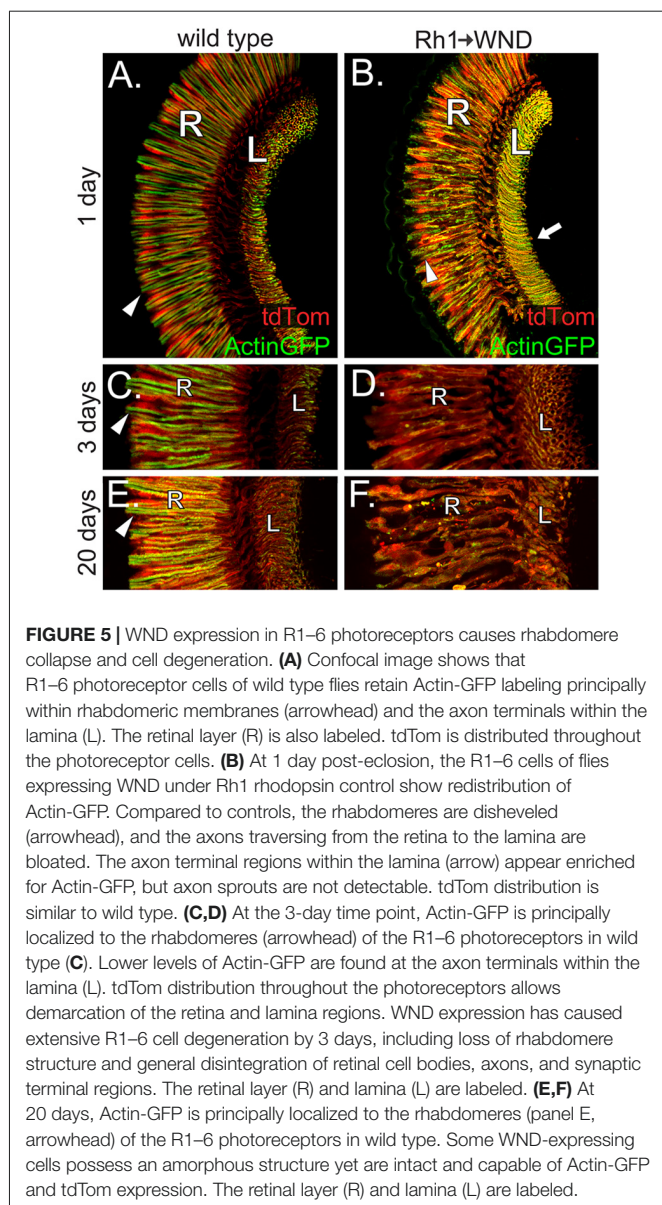 wild type
Rh1➔WND
A.
R
L
tdTom
ActinGFP
B.
R
L
tdTom
ActinGFP
1 day
C.
R
L
D.
R
L
3 days
E.
R
L
F.
R
L
20 days
FIGURE 5 | WND expression in R1–6 photoreceptors causes rhabdomere
collapse and cell degeneration. (A) Confocal image shows that
R1–6 photoreceptor cells of wild type flies retain Actin-GFP labeling principally
within rhabdomeric membranes (arrowhead) and the axon terminals within the
lamina (L). The retinal layer (R) is also labeled. tdTom is distributed throughout
the photoreceptor cells. (B) At 1 day post-eclosion, the R1–6 cells of flies
expressing WND under Rh1 rhodopsin control show redistribution of
Actin-GFP. Compared to controls, the rhabdomeres are disheveled
(arrowhead), and the axons traversing from the retina to the lamina are
bloated. The axon terminal regions within the lamina (arrow) appear enriched
for Actin-GFP, but axon sprouts are not detectable. tdTom distribution is
similar to wild type. (C,D) At the 3-day time point, Actin-GFP is principally
localized to the rhabdomeres (arrowhead) of the R1–6 photoreceptors in wild
type (C). Lower levels of Actin-GFP are found at the axon terminals within the
lamina (L). tdTom distribution throughout the photoreceptors allows
demarcation of the retina and lamina regions. WND expression has caused
extensive R1–6 cell degeneration by 3 days, including loss of rhabdomere
structure and general disintegration of retinal cell bodies, axons, and synaptic
terminal regions. The retinal layer (R) and lamina (L) are labeled. (E,F) At
20 days, Actin-GFP is principally localized to the rhabdomeres (panel E,
arrowhead) of the R1–6 photoreceptors in wild type. Some WND-expressing
cells possess an amorphous structure yet are intact and capable of Actin-GFP
and tdTom expression. The retinal layer (R) and lamina (L) are labeled.